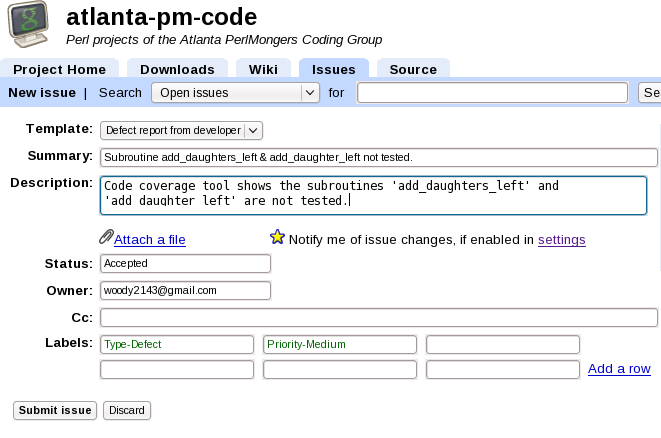 atlanta-pm-code
Perl projects of the Atlanta PerlMongers Coding Group
Project Home Downloads Wiki Issues Source
New issue | Search Open issues for Se
Template: Defect report from developer
Summary: Subroutine add_daughters_left & add_daughter_left not tested.
Description: Code coverage tool shows the subroutines 'add_daughters_left' and
'add_daughter_left' are not tested.
Attach a file Notify me of issue changes, if enabled in settings
Status: Accepted
Owner: woody2143@gmail.com
Cc:
Labels: Type-Defect Priority-Medium
Add a row
Submit issue Discard